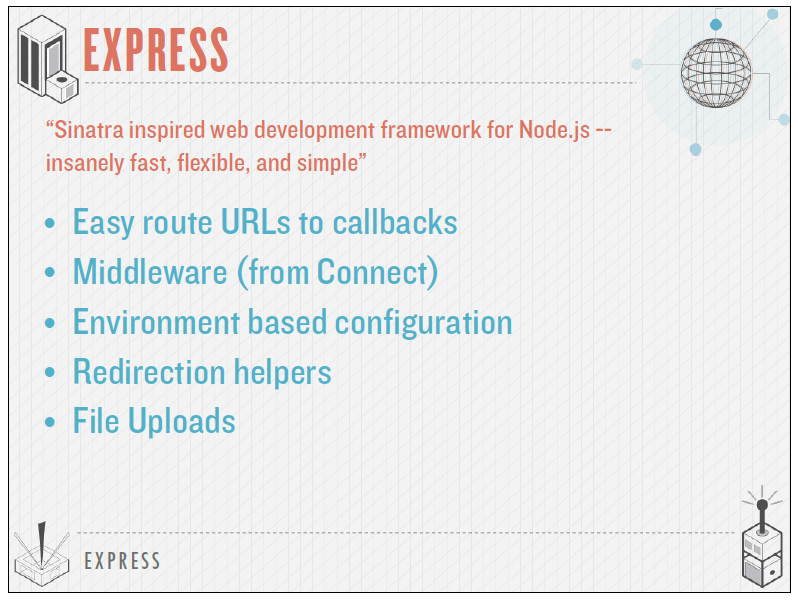 EXPRESS
“Sinatra inspired web development framework for Node.js --
insanely fast, flexible, and simple”
• Easy route URLs to callbacks
• Middleware (from Connect)
• Environment based configuration
• Redirection helpers
• File Uploads
EXPRESS